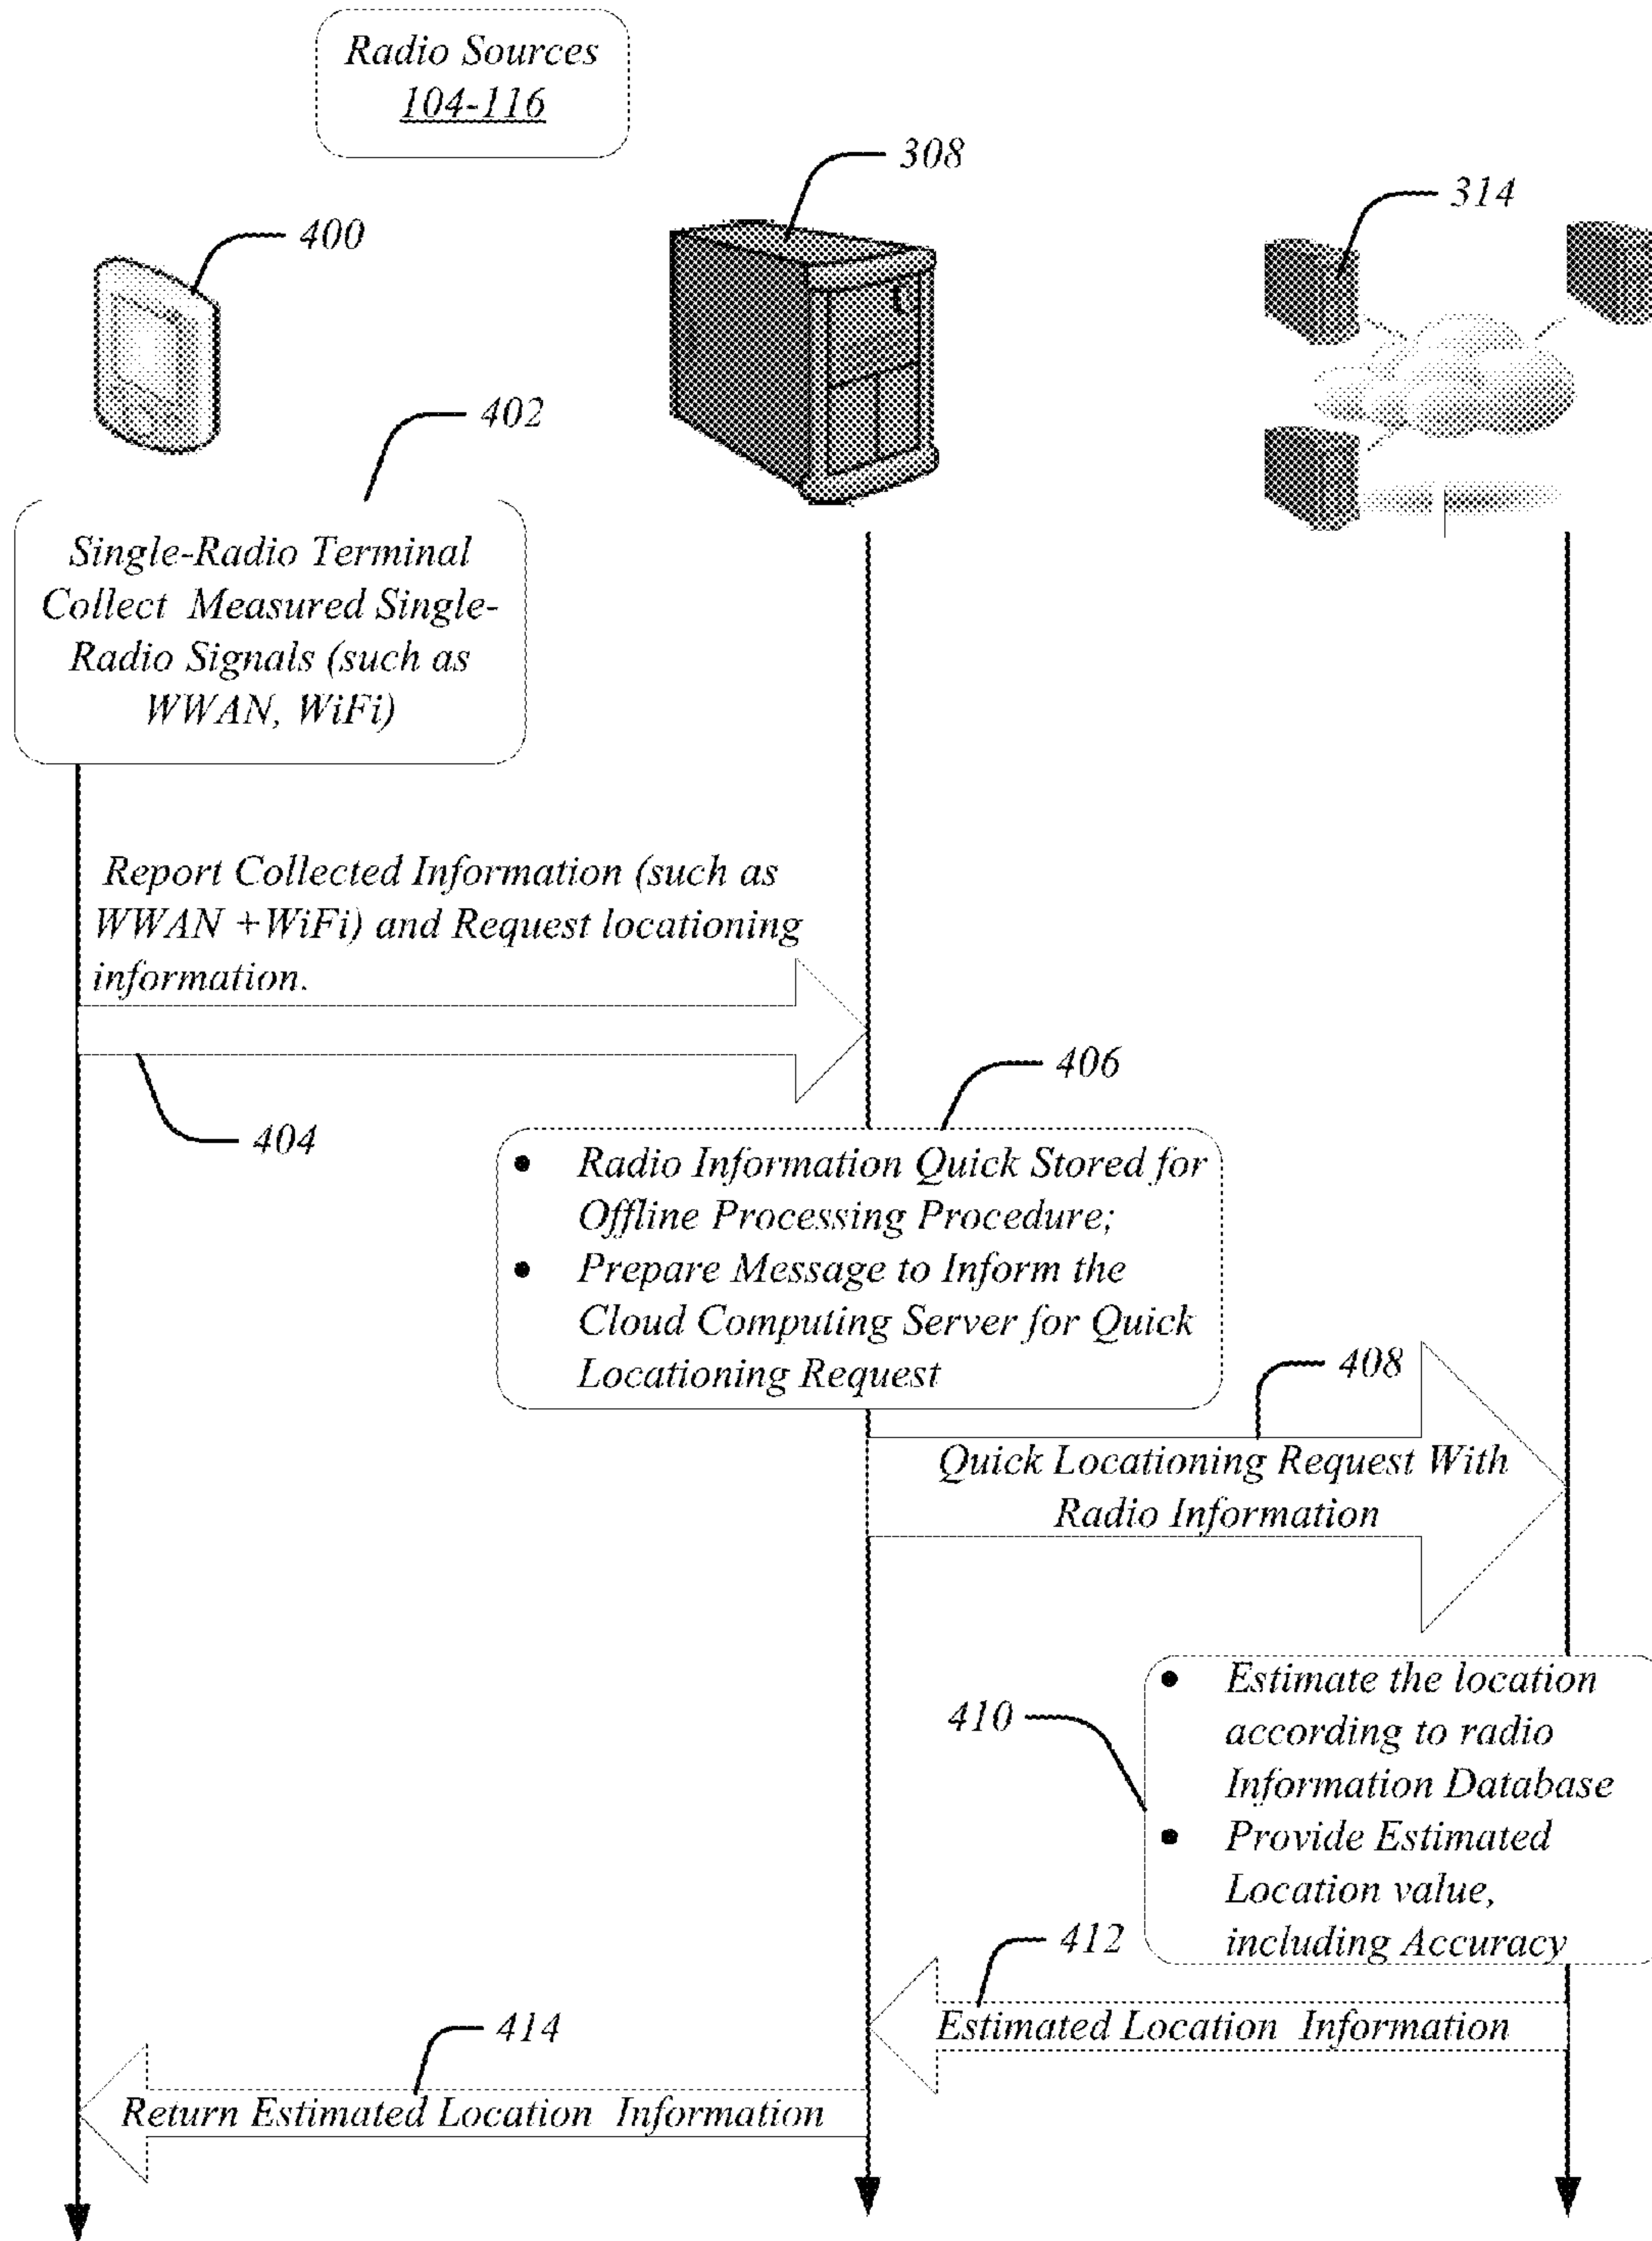 Radio Sources
104-116
308
314
400
402
Single-Radio Terminal
Collect Measured Single-
Radio Signals (such as
WWAN, WiFi)
Report Collected Information (such as
WWAN +WiFi) and Request locationing
information.
404
406
• Radio Information Quick Stored for
Offline Processing Procedure;
• Prepare Message to Inform the
Cloud Computing Server for Quick
Locationing Request
408
Quick Locationing Request With
Radio Information
410
• Estimate the location
according to radio
Information Database
• Provide Estimated
Location value,
including Accuracy
412
Estimated Location Information
414
Return Estimated Location Information